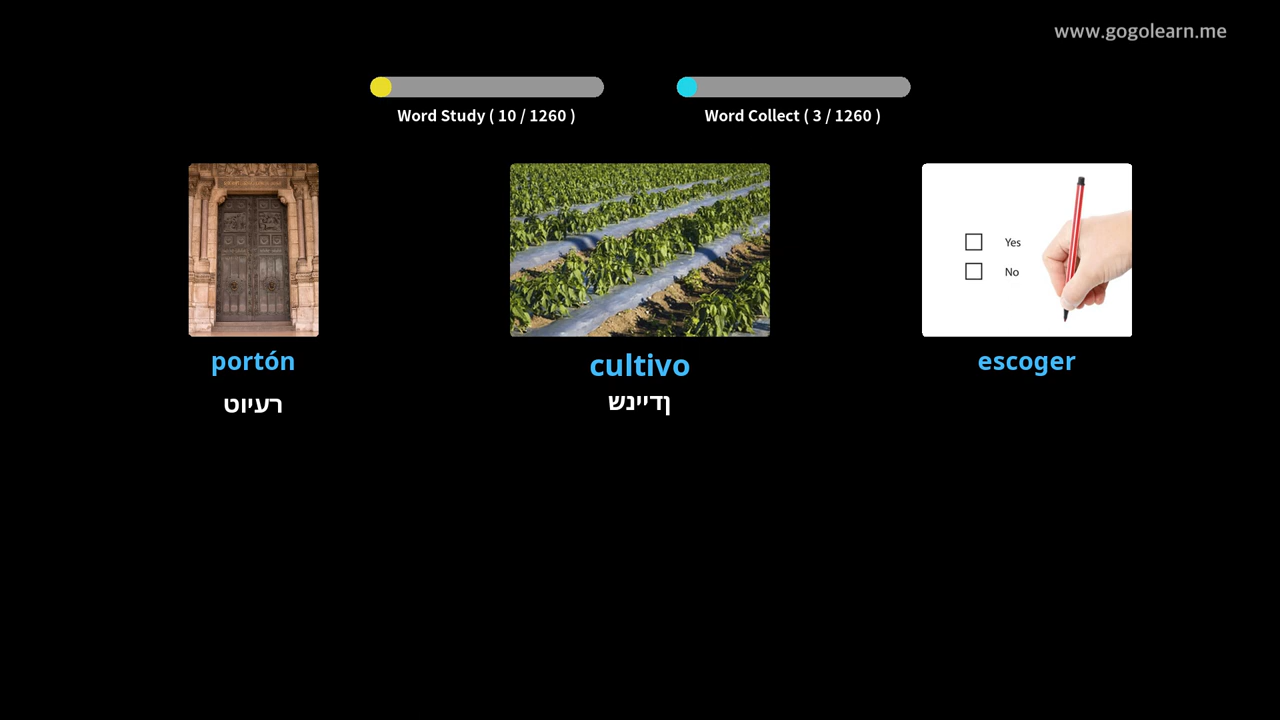 www.gogolearn.me
Word Study ( 10 / 1260 )
Word Collect ( 3 / 1260 )
Yes
No
portón
רעיוט
cultivo
ןדיינש
escoger